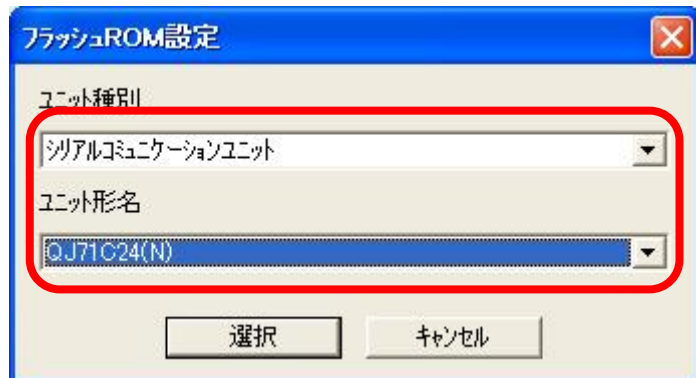 フラッシュROM設定
ユニット種別
シリアルコミュニケーションユニット
ユニット形名
QJ71C24(N)
選択 キャンセル